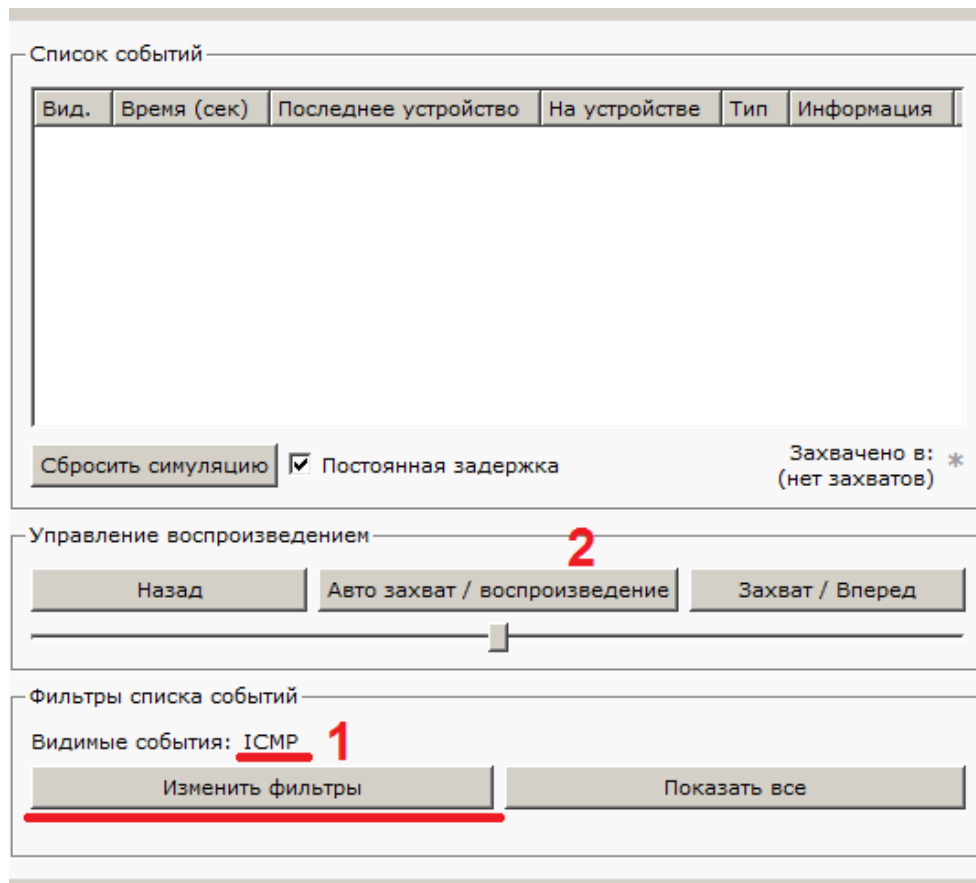 Список событий
Вид. Время (сек) Последнее устройство На устройстве Тип Информация
Сбросить симуляцию Постоянная задержка Захвачено в:
(нет захватов) *
Управление воспроизведением
2
Назад Авто захват / воспроизведение Захват / Вперед
Фильтры списка событий
Видимые события: ICMP 1
Изменить фильтры Показать все